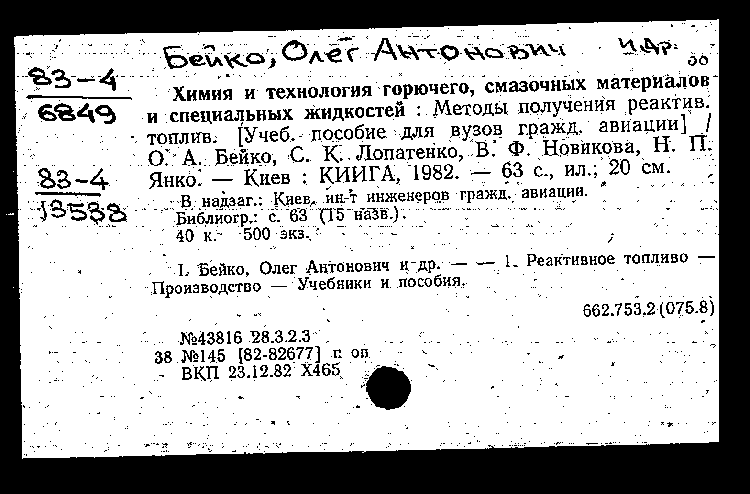 Бейко, Олег Антонович и др.
83-4
6849
Химия и технология горючего, смазочных материалов
и специальных жидкостей : Методы получения реактив.
топлив. [Учеб. пособие для вузов гражд. авиации] /
О. А. Бейко, С. К. Лопатенко, В. Ф. Новикова, Н. П.
Янко. — Киев : КИИГА, 1982. — 63 с., ил.; 20 см.
83-4
13538
В надзаг.: Киев. ин-т инженеров гражд. авиации.
Библиогр.: с. 63 (15 назв.).
40 к. 500 экз.
I. Бейко, Олег Антонович и др. — — 1. Реактивное топливо —
Производство — Учебники и пособия.
662.753.2(075.8)
№43816 28.3.2.3
38 №145 [82-82677] п оп
ВКП 23.12.82 Х465